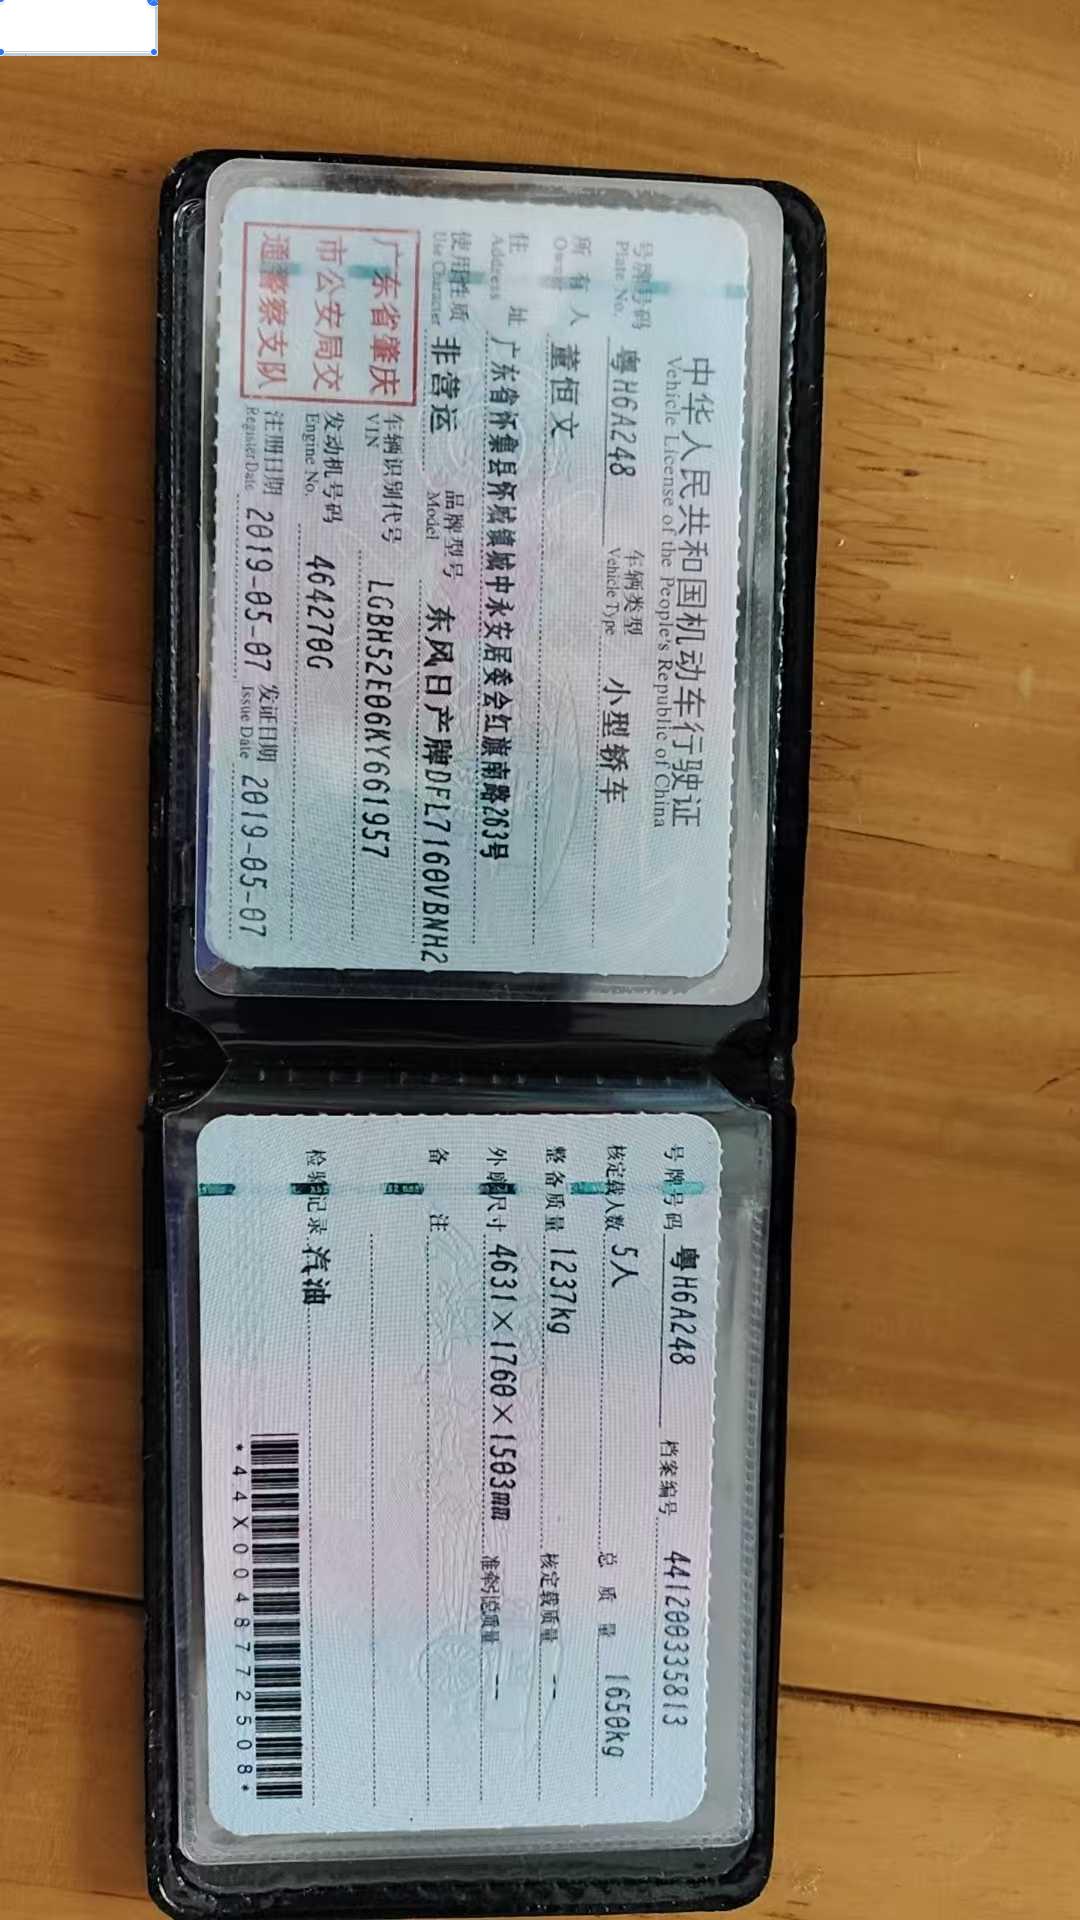 中华人民共和国机动车行驶证
Vehicle License of the People's Republic of China
号牌号码 粤H6A248 车辆类型 小型轿车
Plate No. Vehicle Type
所有人 董恒文
Owner
住址 广东省怀集县怀城镇城中永安居委会红旗南路263号
Address
使用性质 非营运 品牌型号 东风日产牌DFL7160VBNH2
Use Character Model
广东省肇庆
市公安局交
通警察支队
车辆识别代号 LGBH52E06KY661957
VIN
发动机号码 464270G
Engine No.
注册日期 2019-05-07 发证日期 2019-05-07
Register Date Issue Date
号牌号码 粤H6A248 档案编号 441200335813
核定载人数 5人 总质量 1650kg
整备质量 1237kg 核定载质量 --
外廓尺寸 4631×1760×1503mm 准牵引总质量 --
备注
检验记录 汽油
*44X0048772508*